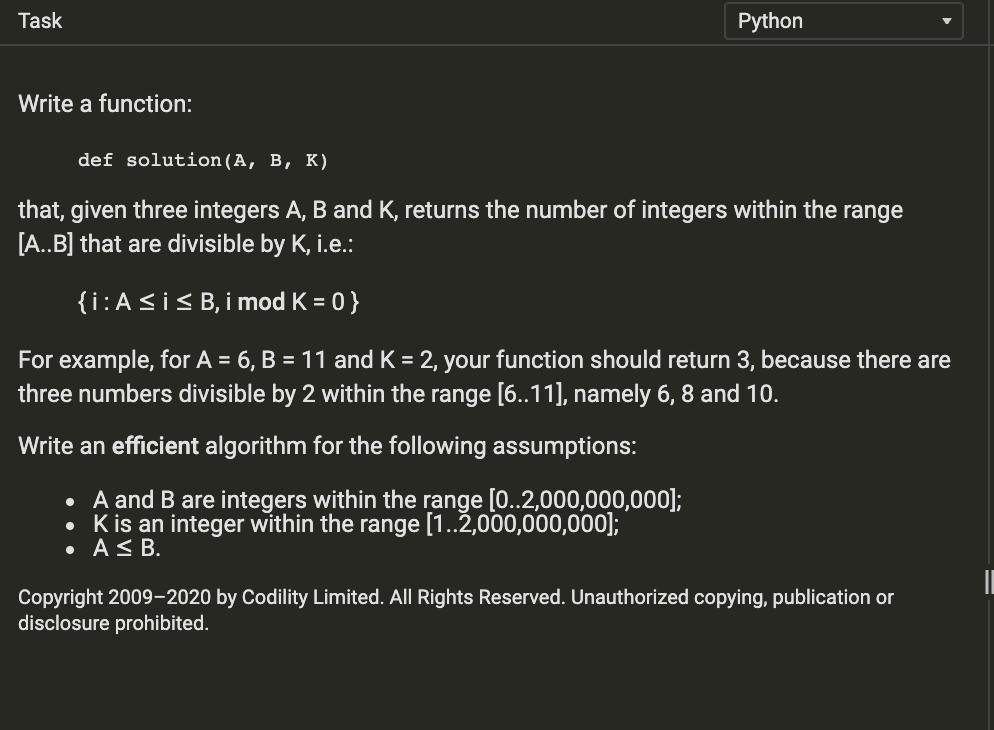 Task
Python
Write a function:
def solution(A, B, K)
that, given three integers A, B and K, returns the number of integers within the range
[A..B] that are divisible by K, i.e.:
{ i : A ≤ i ≤ B, i mod K = 0 }
For example, for A = 6, B = 11 and K = 2, your function should return 3, because there are
three numbers divisible by 2 within the range [6..11], namely 6, 8 and 10.
Write an efficient algorithm for the following assumptions:
• A and B are integers within the range [0..2,000,000,000];
• K is an integer within the range [1..2,000,000,000];
• A ≤ B.
Copyright 2009–2020 by Codility Limited. All Rights Reserved. Unauthorized copying, publication or
disclosure prohibited.